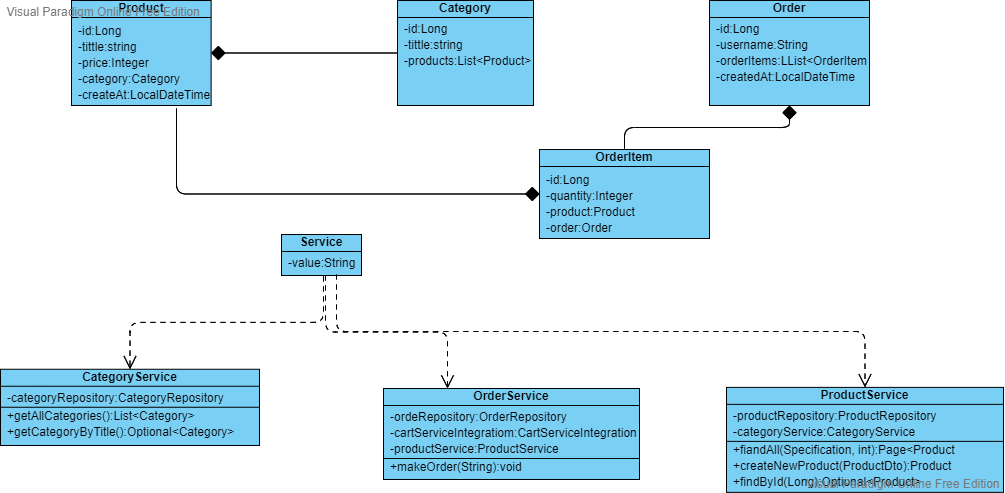 Visual Paradigm Online Free Edition
Product
-id:Long
-tittle:string
-price:Integer
-category:Category
-createAt:LocalDateTime
Category
-id:Long
-tittle:string
-products:List<Product>
Order
-id:Long
-username:String
-orderItems:LList<OrderItem
-createdAt:LocalDateTime
OrderItem
-id:Long
-quantity:Integer
-product:Product
-order:Order
Service
-value:String
CategoryService
-categoryRepository:CategoryRepository
+getAllCategories():List<Category>
+getCategoryByTitle():Optional<Category>
OrderService
-ordeRepository:OrderRepository
-cartServiceIntegratiom:CartServiceIntegration
-productService:ProductService
+makeOrder(String):void
ProductService
-productRepository:ProductRepository
-categoryService:CategoryService
+fiandAll(Specification, int):Page<Product
+createNewProduct(ProductDto):Product
+findById(Long):Optional<Product>
Visual Paradigm Online Free Edition